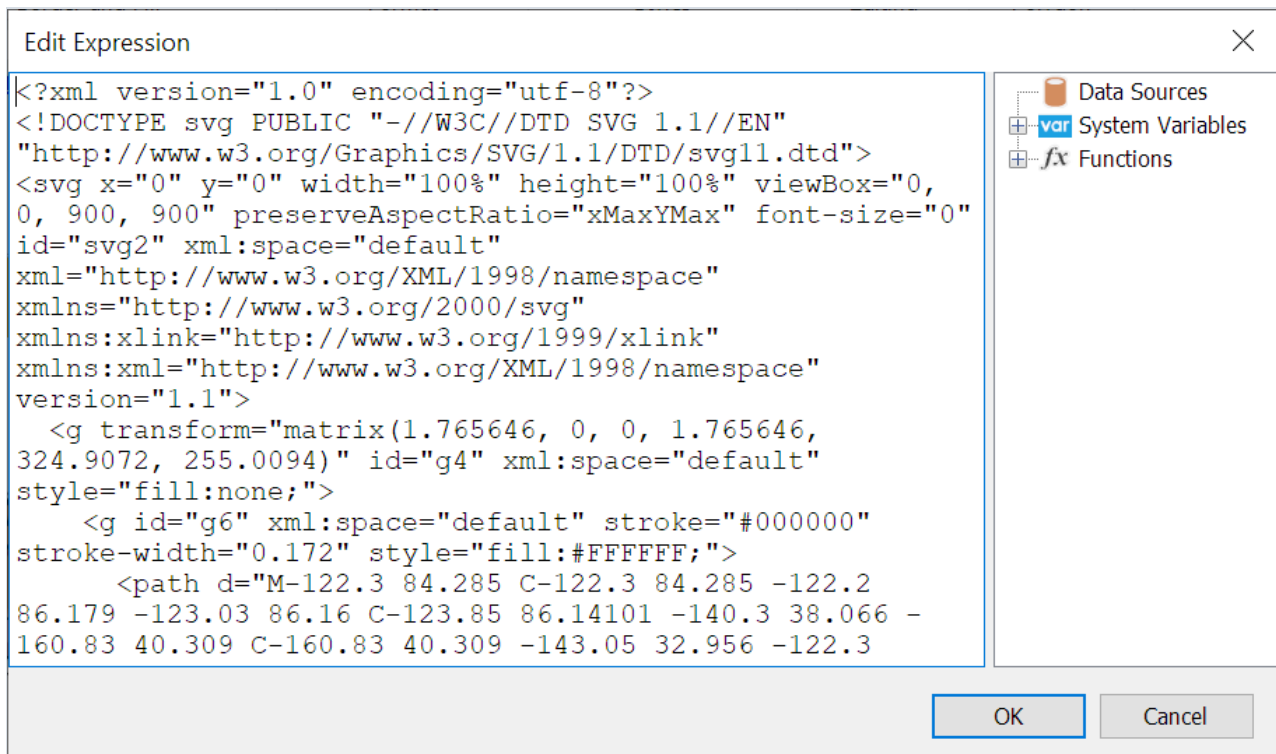 Edit Expression
<?xml version="1.0" encoding="utf-8"?>
<!DOCTYPE svg PUBLIC "-//W3C//DTD SVG 1.1//EN"
"http://www.w3.org/Graphics/SVG/1.1/DTD/svg11.dtd">
<svg x="0" y="0" width="100%" height="100%" viewBox="0,
0, 900, 900" preserveAspectRatio="xMaxYMax" font-size="0"
id="svg2" xml:space="default"
xml="http://www.w3.org/XML/1998/namespace"
xmlns="http://www.w3.org/2000/svg"
xmlns:xlink="http://www.w3.org/1999/xlink"
xmlns:xml="http://www.w3.org/XML/1998/namespace"
version="1.1">
  <g transform="matrix(1.765646, 0, 0, 1.765646,
324.9072, 255.0094)" id="g4" xml:space="default"
style="fill:none;">
    <g id="g6" xml:space="default" stroke="#000000"
stroke-width="0.172" style="fill:#FFFFFF;">
      <path d="M-122.3 84.285 C-122.3 84.285 -122.2
86.179 -123.03 86.16 C-123.85 86.14101 -140.3 38.066 -
160.83 40.309 C-160.83 40.309 -143.05 32.956 -122.3
Data Sources
var System Variables
fx Functions
OK
Cancel